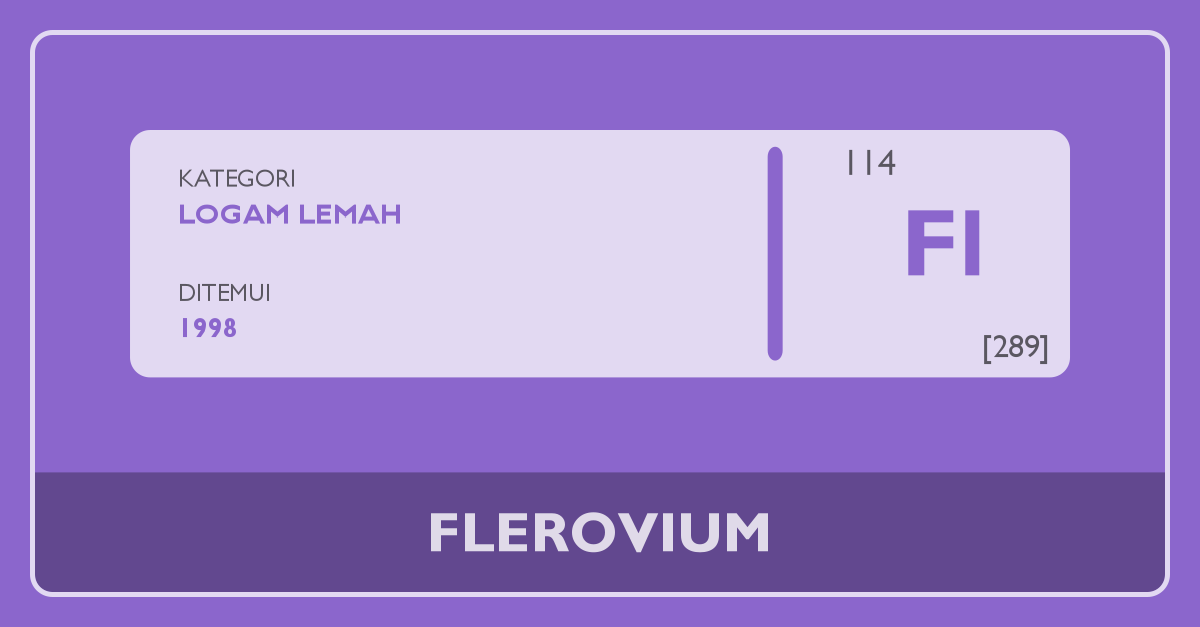 KATEGORI
LOGAM LEMAH
DITEMUI
1998
114
Fl
[289]
FLEROVIUM